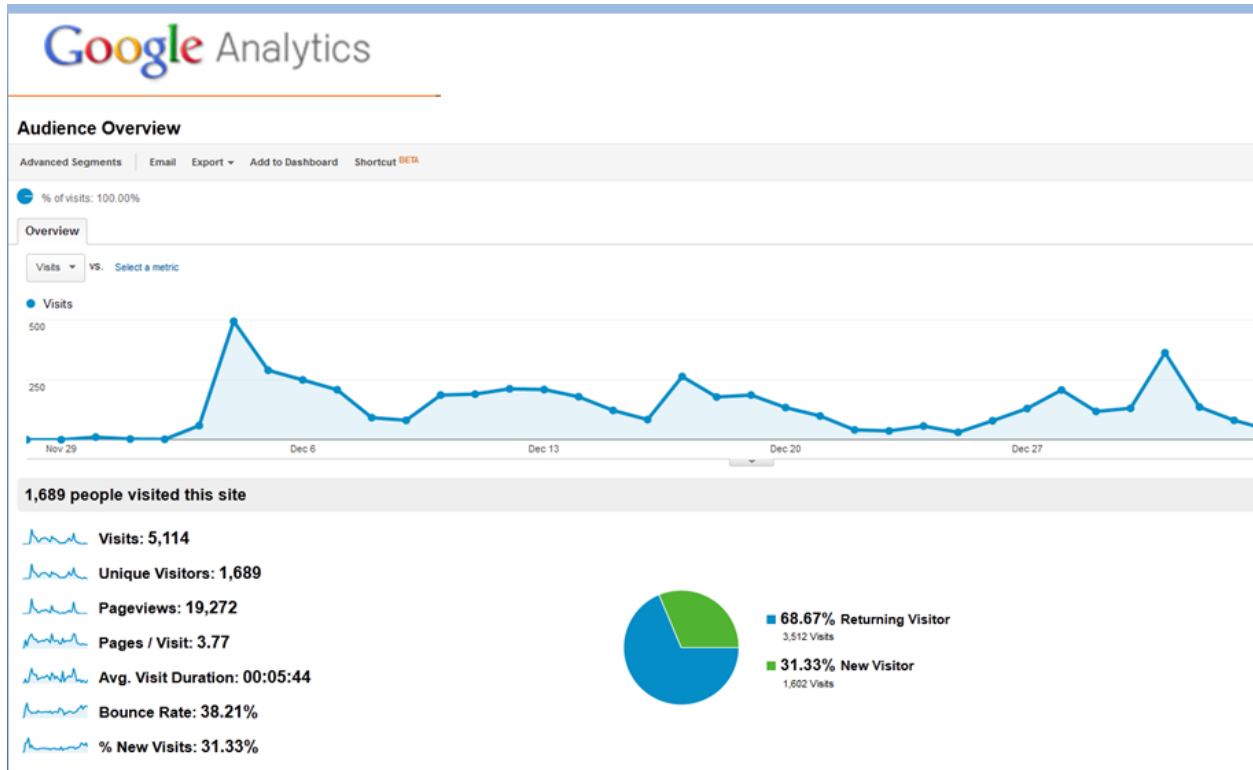 Google Analytics
Audience Overview
Advanced Segments Email Export Add to Dashboard Shortcut BETA
% of visits: 100.00%
Overview
Visits vs. Select a metric
Visits
500
250
Nov 29 Dec 6 Dec 13 Dec 20 Dec 27
1,689 people visited this site
Visits: 5,114
Unique Visitors: 1,689
Pageviews: 19,272
Pages / Visit: 3.77
Avg. Visit Duration: 00:05:44
Bounce Rate: 38.21%
% New Visits: 31.33%
68.67% Returning Visitor
3,512 Visits
31.33% New Visitor
1,602 Visits